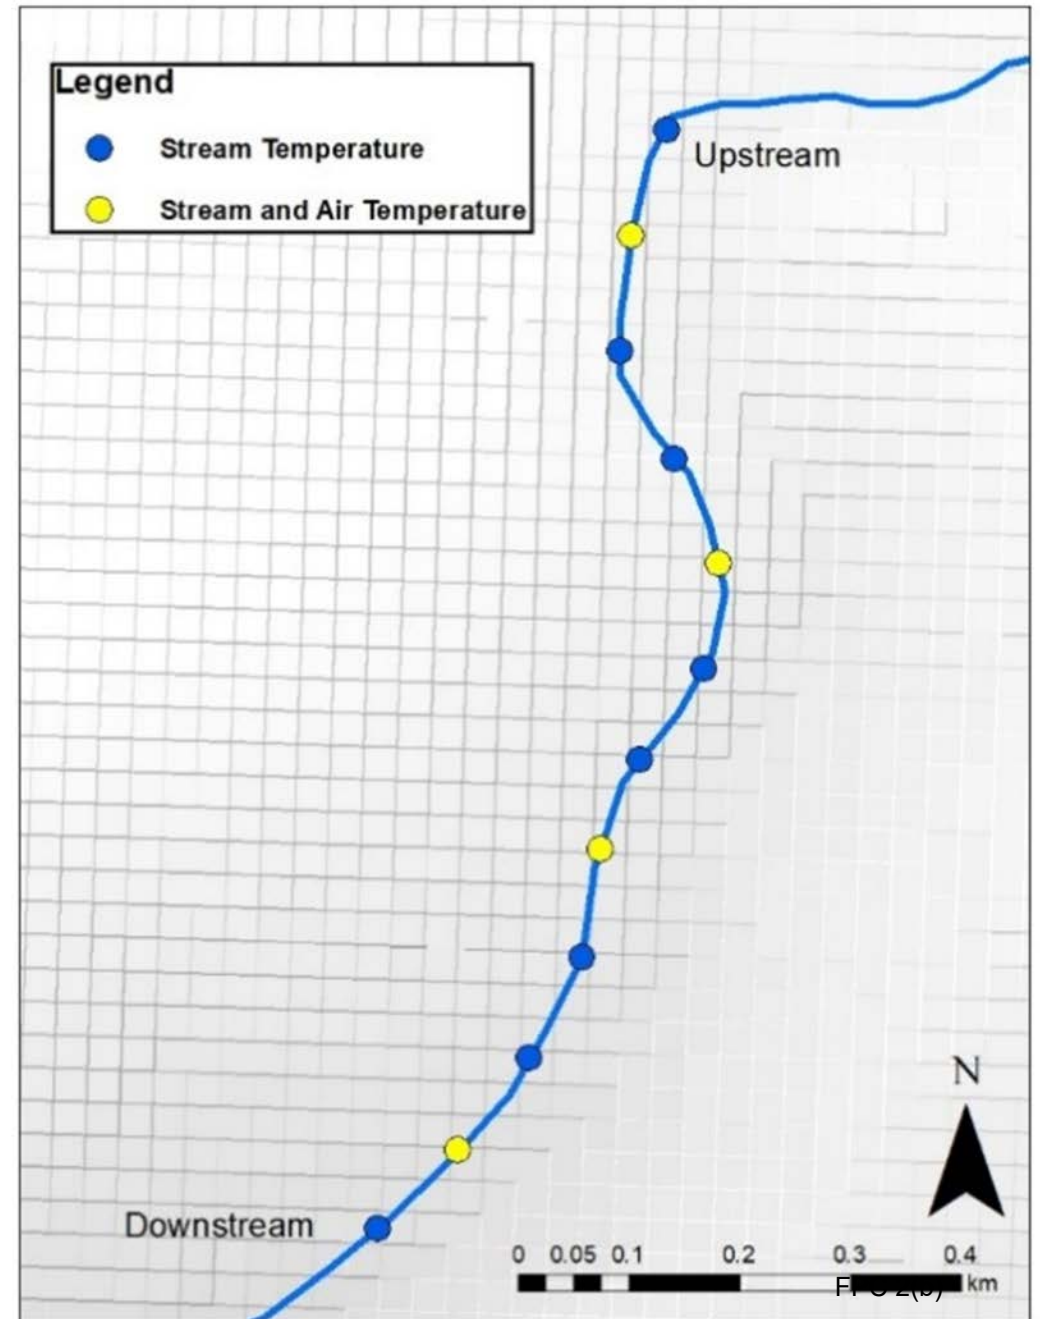 Legend
Stream Temperature
Stream and Air Temperature
Upstream
N
Downstream
0 0.05 0.1 0.2 0.3 0.4
km
2(b)